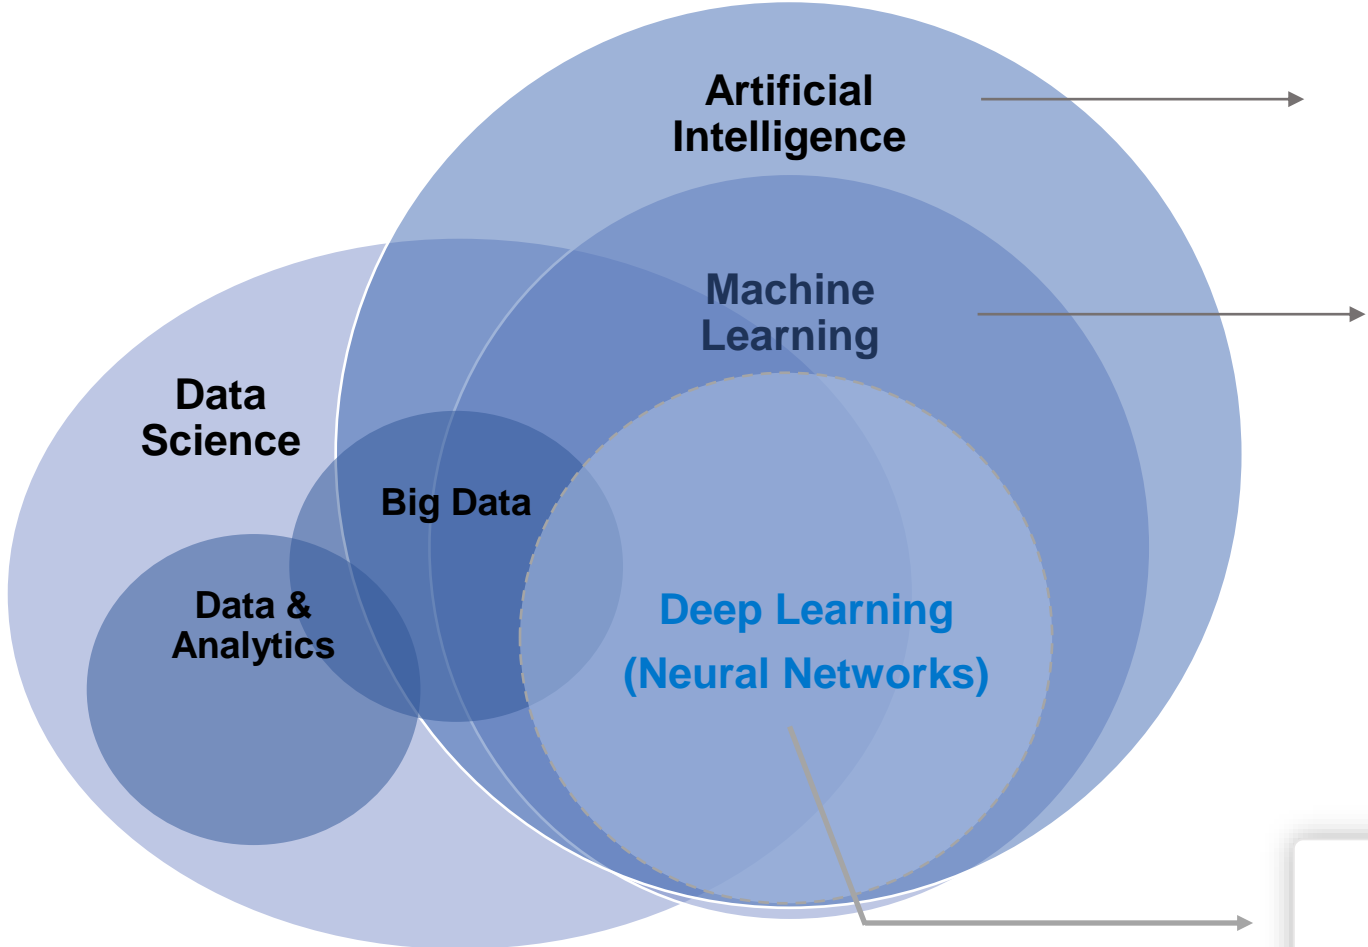 Artificial
Intelligence
Machine
Learning
Data
Science
Big Data
Data &
Analytics
Deep Learning
(Neural Networks)